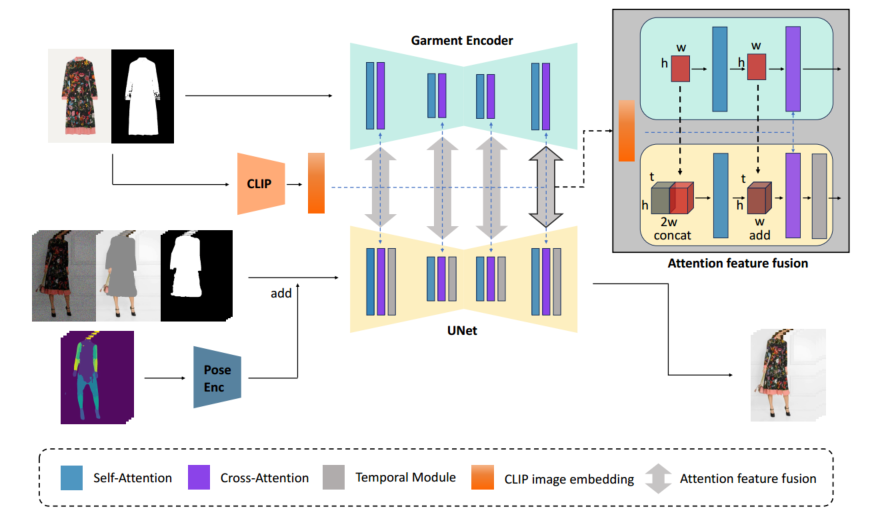 Garment Encoder
w
w
h
h
CLIP
t
t
h
h
2w
w
concat
add
Attention feature fusion
add
UNet
Pose
Enc
Self-Attention
Cross-Attention
Temporal Module
CLIP image embedding
Attention feature fusion